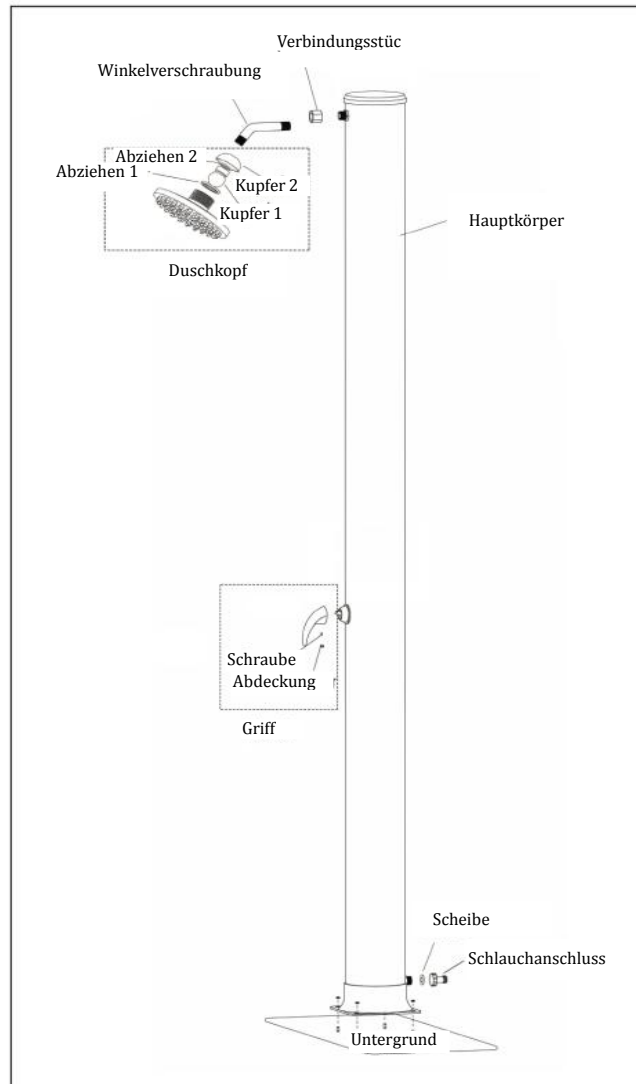 Verbindungsstüc
Winkelverschraubung
Abziehen 2
Abziehen 1
Kupfer 2
Kupfer 1
Hauptkörper
Duschkopf
Schraube
Abdeckung
Griff
Scheibe
Schlauchanschluss
Untergrund